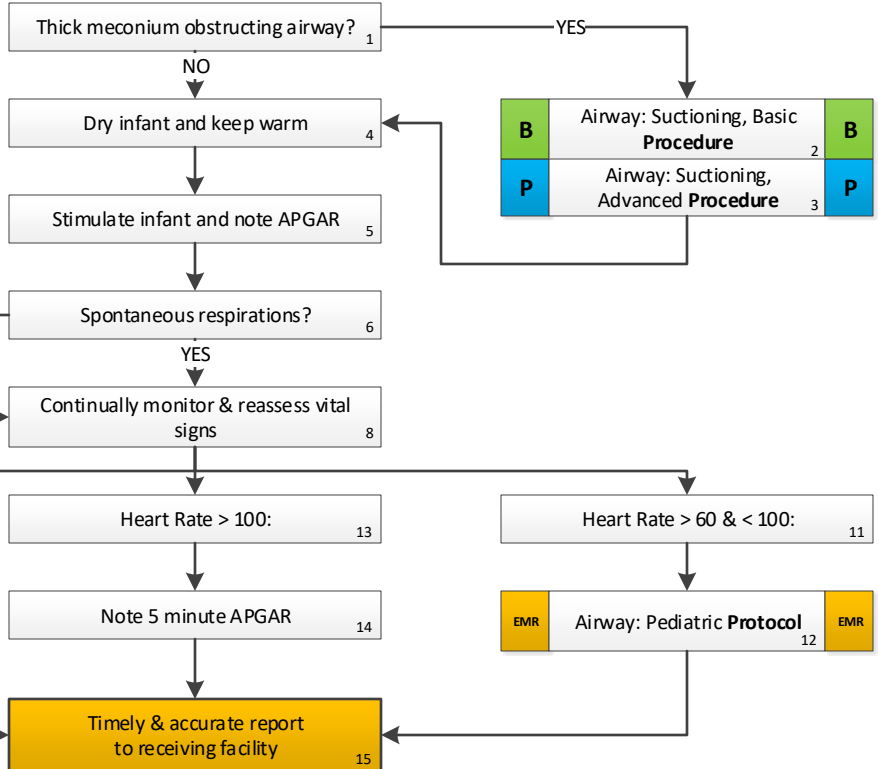 Thick meconium obstructing airway?
1
YES
NO
Dry infant and keep warm
4
B
Airway: Suctioning, Basic
Procedure
2
B
P
Airway: Suctioning,
Advanced Procedure
3
P
Stimulate infant and note APGAR
5
Spontaneous respirations?
6
YES
Continually monitor & reassess vital
signs
8
Heart Rate > 100:
13
Heart Rate > 60 & < 100:
11
Note 5 minute APGAR
14
EMR
Airway: Pediatric Protocol
12
EMR
Timely & accurate report
to receiving facility
15